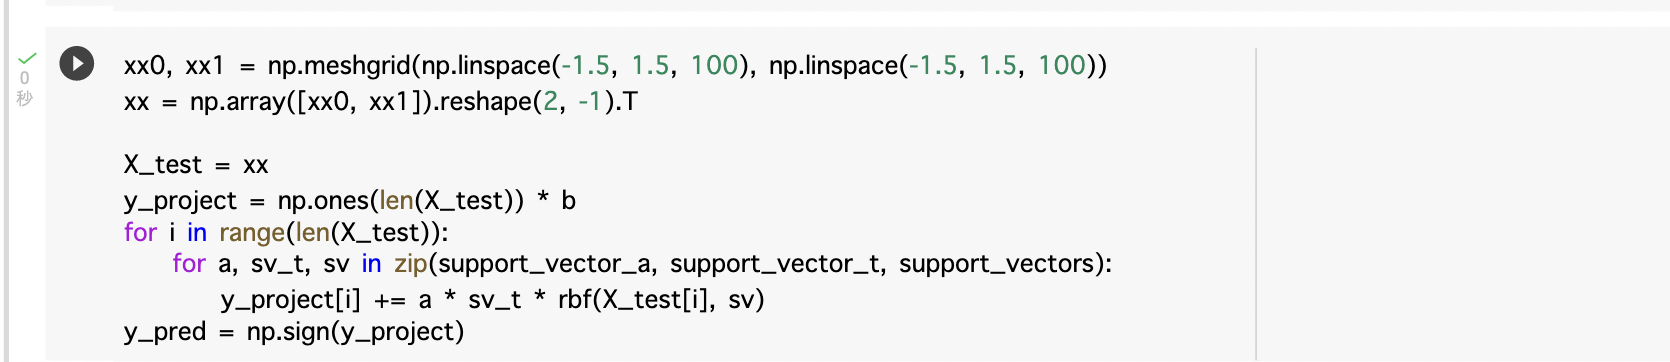 0
秒
xx0, xx1 = np.meshgrid(np.linspace(-1.5, 1.5, 100), np.linspace(-1.5, 1.5, 100))
xx = np.array([xx0, xx1]).reshape(2, -1).T

X_test = xx
y_project = np.ones(len(X_test)) * b
for i in range(len(X_test)):
    for a, sv_t, sv in zip(support_vector_a, support_vector_t, support_vectors):
        y_project[i] += a * sv_t * rbf(X_test[i], sv)
y_pred = np.sign(y_project)